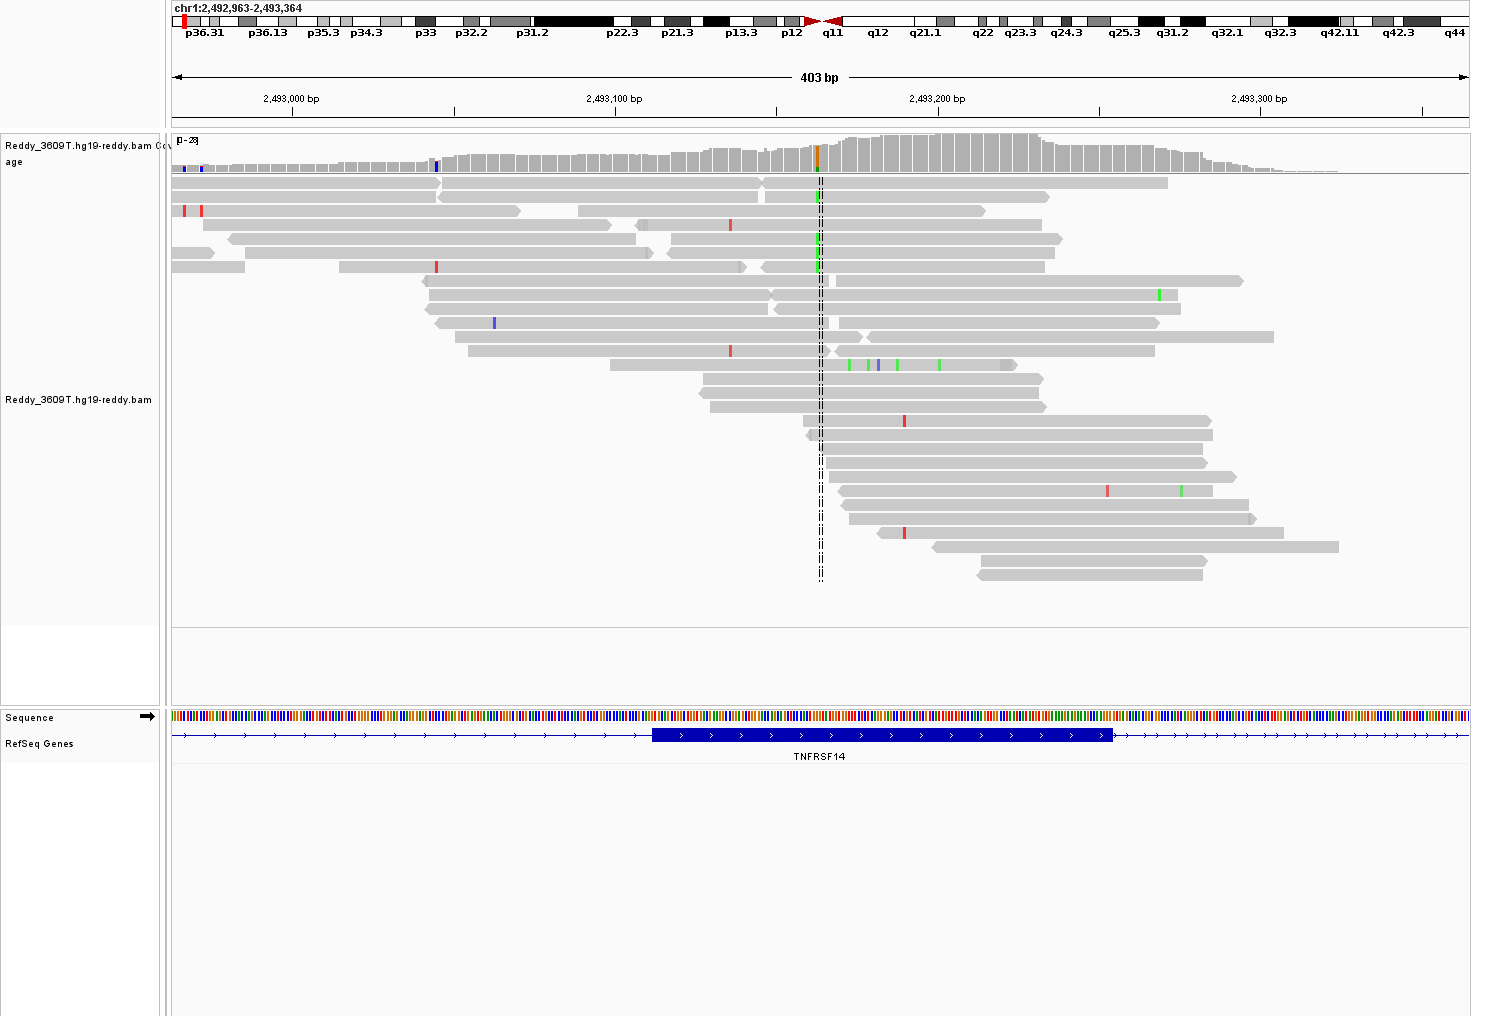 chr1:2,492,963-2,493,364
p36.31 p36.13 p35.3 p34.3 p33 p32.2 p31.2 p22.3 p21.3 p13.3 p12 q11 q12 q21.1 q22 q23.3 q24.3 q25.3 q31.2 q32.1 q32.3 q42.11 q42.3 q44
403 bp
2,493,000 bp 2,493,100 bp 2,493,200 bp 2,493,300 bp
[0-28]
Reddy_3609T.hg19-reddy.bam Cov
age
Reddy_3609T.hg19-reddy.bam
Sequence
RefSeq Genes
TNFRSF14